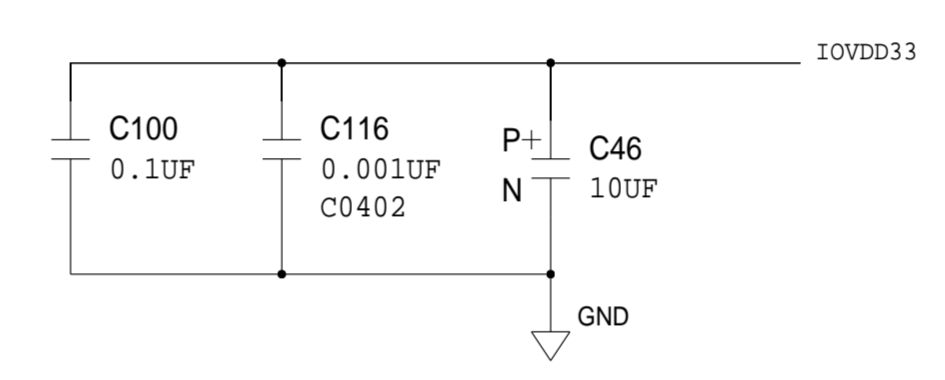 IOVDD33
C100
0.1UF
C116
0.001UF
C0402
P+
N
C46
10UF
GND